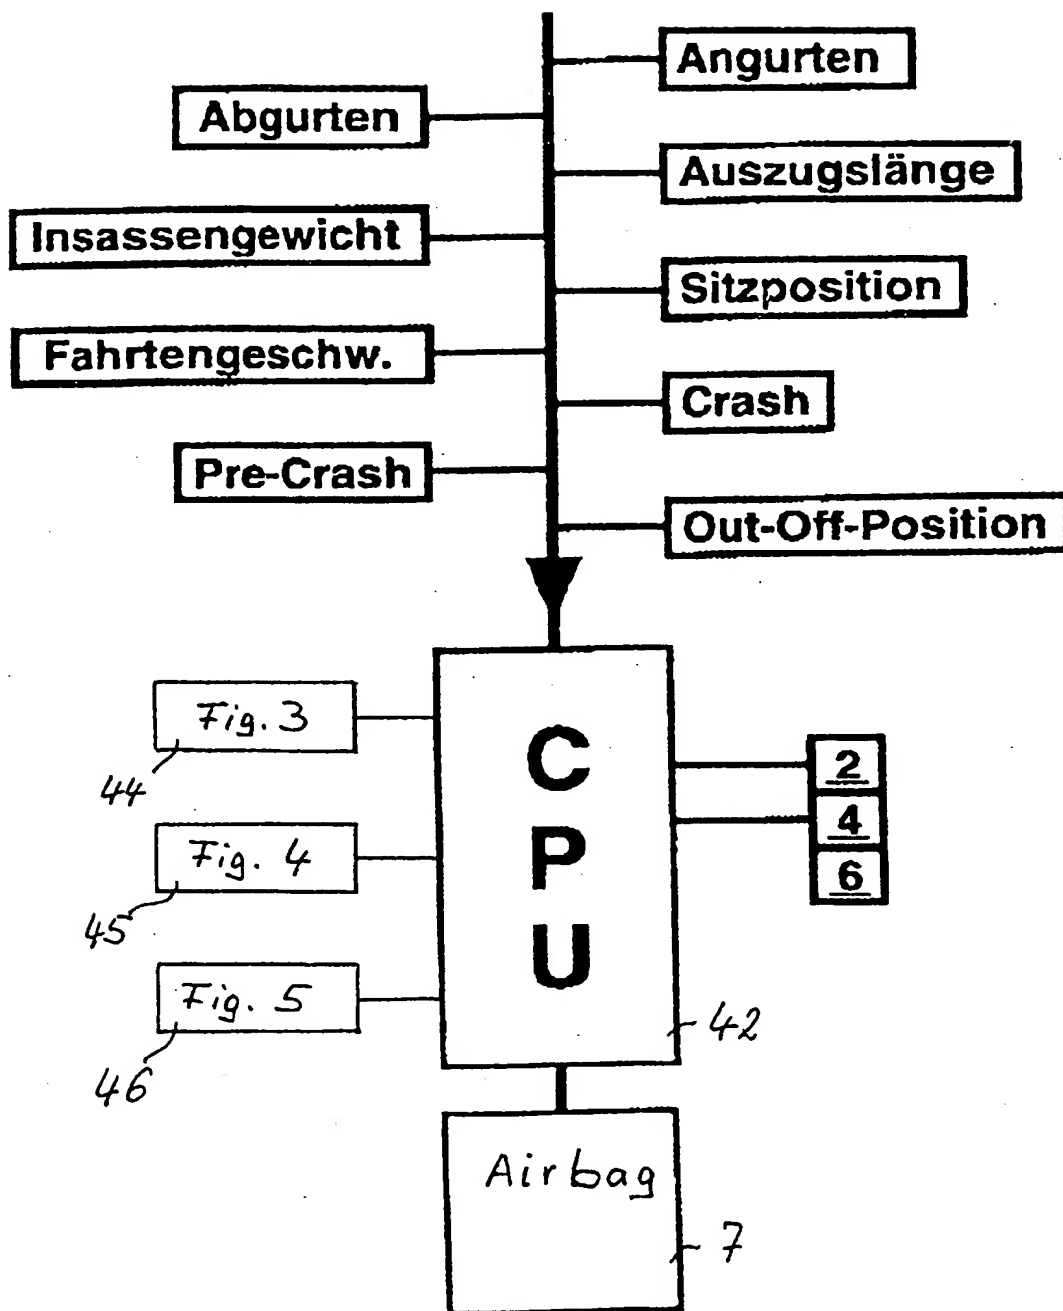 Angurten
Abgurten
Auszugslänge
Insassengewicht
Sitzposition
Fahrtengeschw.
Crash
Pre-Crash
Out-Off-Position
Fig. 3
44
C
P
U
2
4
6
Fig. 4
45
Fig. 5
46
42
Airbag
7